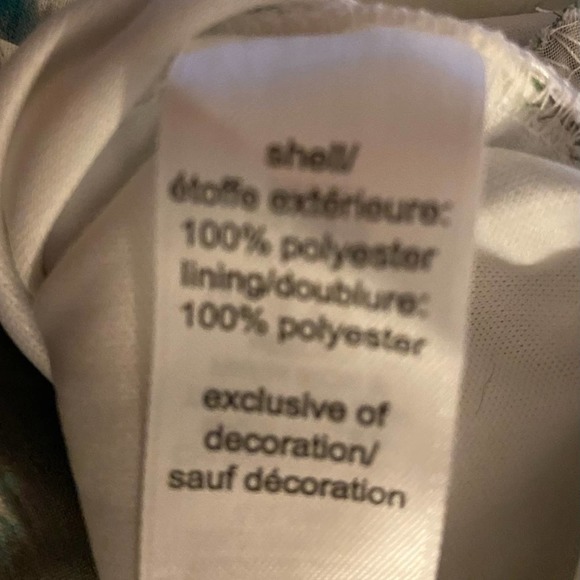 shell/
étoffe extérieure:
100% polyester
lining/doublure:
100% polyester
exclusive of
decoration/
sauf décoration